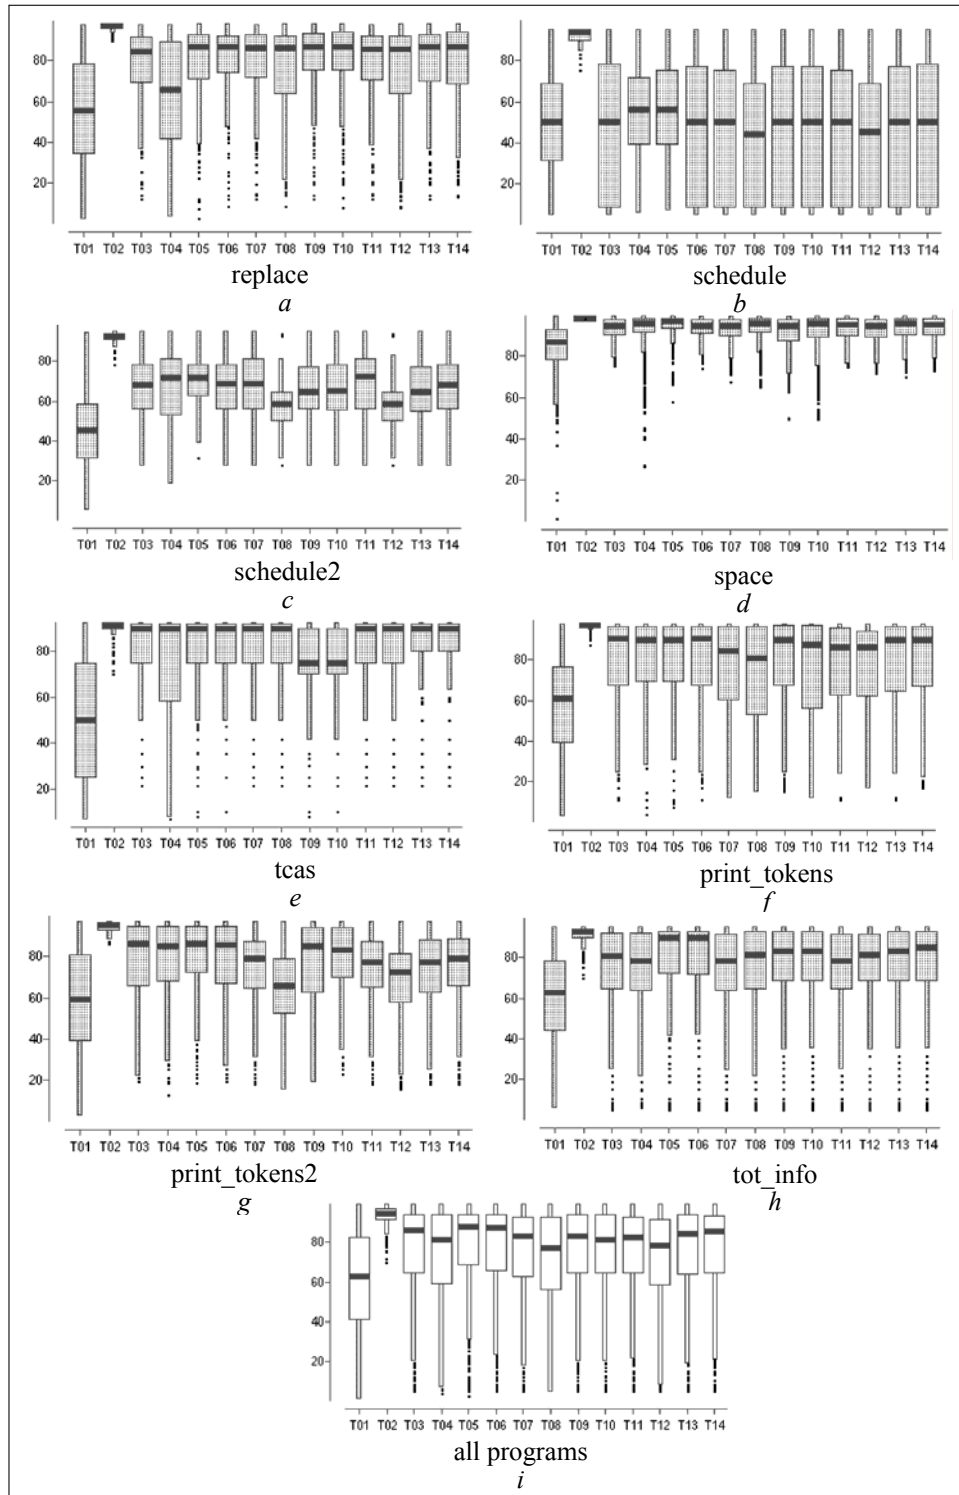 80
60
40
20
T01 T02 T03 T04 T05 T06 T07 T08 T09 T10 T11 T12 T13 T14
replace
a
80
60
40
20
T01 T02 T03 T04 T05 T06 T07 T08 T09 T10 T11 T12 T13 T14
schedule
b
80
60
40
20
T01 T02 T03 T04 T05 T06 T07 T08 T09 T10 T11 T12 T13 T14
schedule2
c
80
60
40
20
T01 T02 T03 T04 T05 T06 T07 T08 T09 T10 T11 T12 T13 T14
space
d
80
60
40
20
T01 T02 T03 T04 T05 T06 T07 T08 T09 T10 T11 T12 T13 T14
tcas
e
80
60
40
20
T01 T02 T03 T04 T05 T06 T07 T08 T09 T10 T11 T12 T13 T14
print_tokens
f
80
60
40
20
T01 T02 T03 T04 T05 T06 T07 T08 T09 T10 T11 T12 T13 T14
print_tokens2
g
80
60
40
20
T01 T02 T03 T04 T05 T06 T07 T08 T09 T10 T11 T12 T13 T14
tot_info
h
80
60
40
20
T01 T02 T03 T04 T05 T06 T07 T08 T09 T10 T11 T12 T13 T14
all programs
i